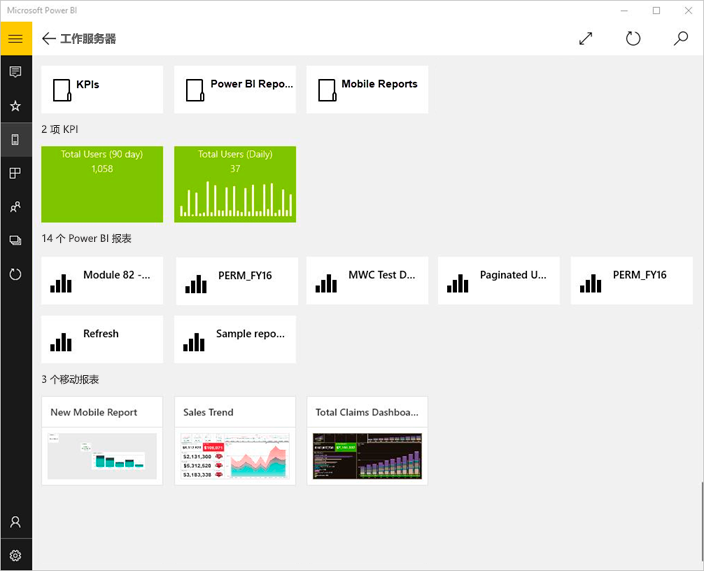 Microsoft Power BI
工作服务器
KPIs
Power BI Repo...
Mobile Reports
2 项 KPI
Total Users (90 day)
1,058
Total Users (Daily)
37
14 个 Power BI 报表
Module 82 -...
PERM_FY16
MWC Test D...
Paginated U...
PERM_FY16
Refresh
Sample repo...
3 个移动报表
New Mobile Report
Sales Trend
Total Claims Dashboa...
$2,131,300
$6,312,628
$3,183,338